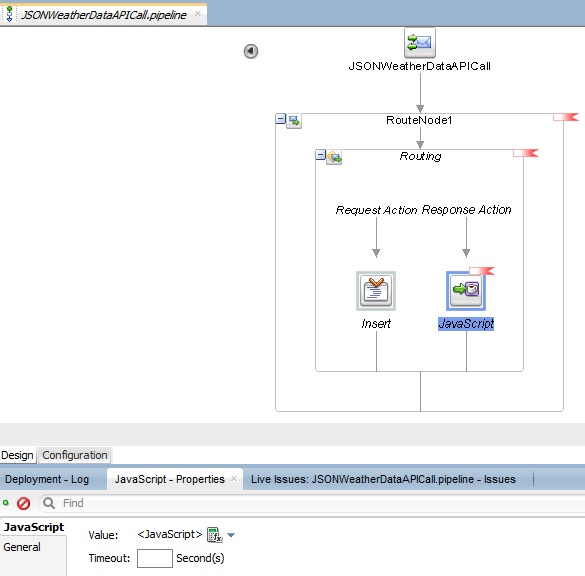 JSONWeatherDataAPICall.pipeline
JSONWeatherDataAPICall
RouteNode1
Routing
Request Action Response Action
Insert JavaScript
Design Configuration
Deployment - Log JavaScript - Properties Live Issues: JSONWeatherDataAPICall.pipeline - Issues
Find
JavaScript
General
Value: <JavaScript>
Timeout: Second(s)